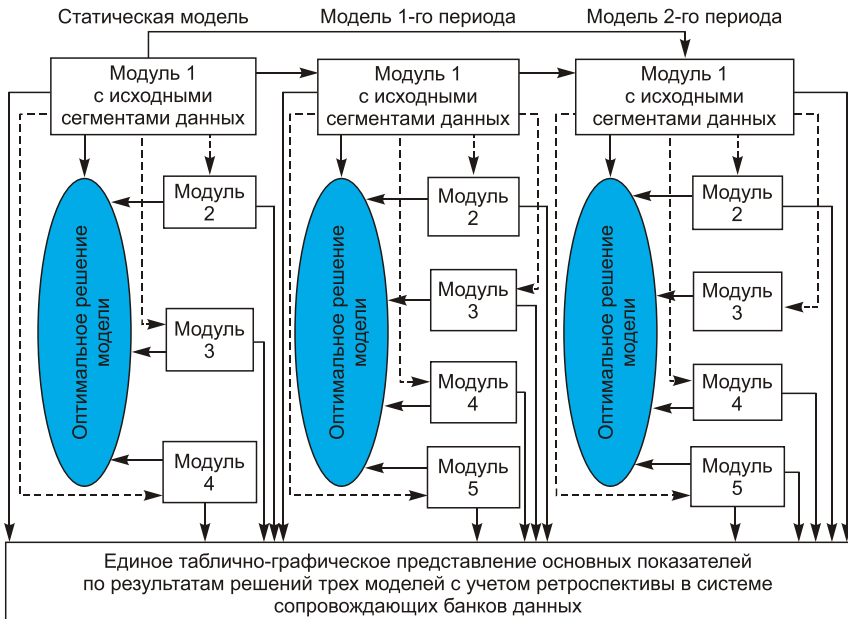 Статическая модель
Модель 1-го периода
Модель 2-го периода
Модуль 1
с исходными
сегментами данных
Модуль 1
с исходными
сегментами данных
Модуль 1
с исходными
сегментами данных
Оптимальное решение
модели
Модуль
2
Модуль
3
Модуль
4
Оптимальное решение
модели
Модуль
2
Модуль
3
Модуль
4
Модуль
5
Оптимальное решение
модели
Модуль
2
Модуль
3
Модуль
4
Модуль
5
Единое таблично-графическое представление основных показателей
по результатам решений трех моделей с учетом ретроспективы в системе
сопровождающих банков данных